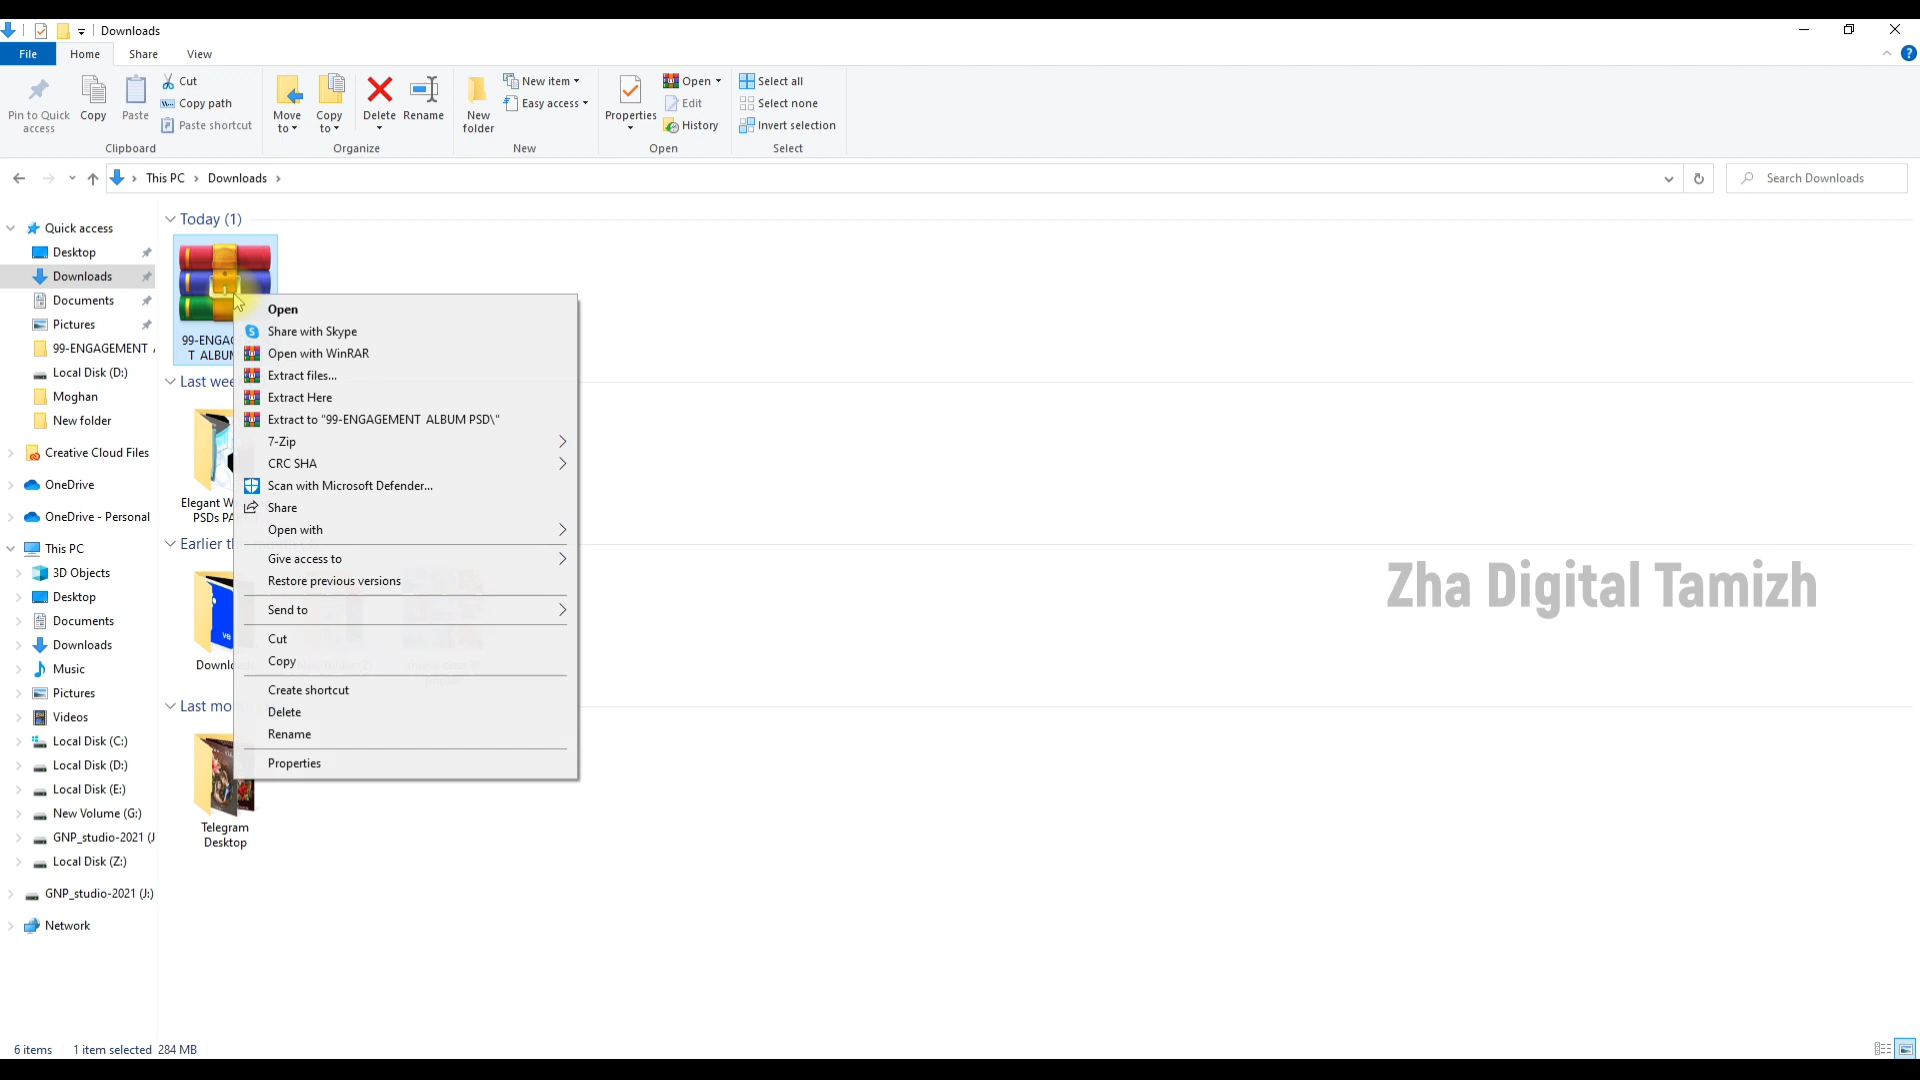 Downloads
File Home Share View
Pin to Quick access
Copy
Paste
Cut
Copy path
Paste shortcut
Clipboard
Move to
Copy to
Delete
Rename
Organize
New folder
New item
Easy access
New
Properties
Open
Edit
History
Open
Select all
Select none
Invert selection
Select
This PC Downloads
Search Downloads
Quick access
Desktop
Downloads
Documents
Pictures
99-ENGAGEMENT
Local Disk (D:)
Moghan
New folder
Creative Cloud Files
OneDrive
OneDrive - Personal
This PC
3D Objects
Desktop
Documents
Downloads
Music
Pictures
Videos
Local Disk (C:)
Local Disk (D:)
Local Disk (E:)
New Volume (G:)
GNP_studio-2021 (J
Local Disk (Z:)
GNP_studio-2021 (J:)
Network
Today (1)
99-ENGA
T ALBU
Last wee
Elegant W
PSDs PA
Earlier th
Downl
Last mo
Telegram
Desktop
Open
Share with Skype
Open with WinRAR
Extract files...
Extract Here
Extract to "99-ENGAGEMENT ALBUM PSD\"
7-Zip
CRC SHA
Scan with Microsoft Defender...
Share
Open with
Give access to
Restore previous versions
Send to
Cut
Copy
Create shortcut
Delete
Rename
Properties
Zha Digital Tamizh
6 items 1 item selected 284 MB